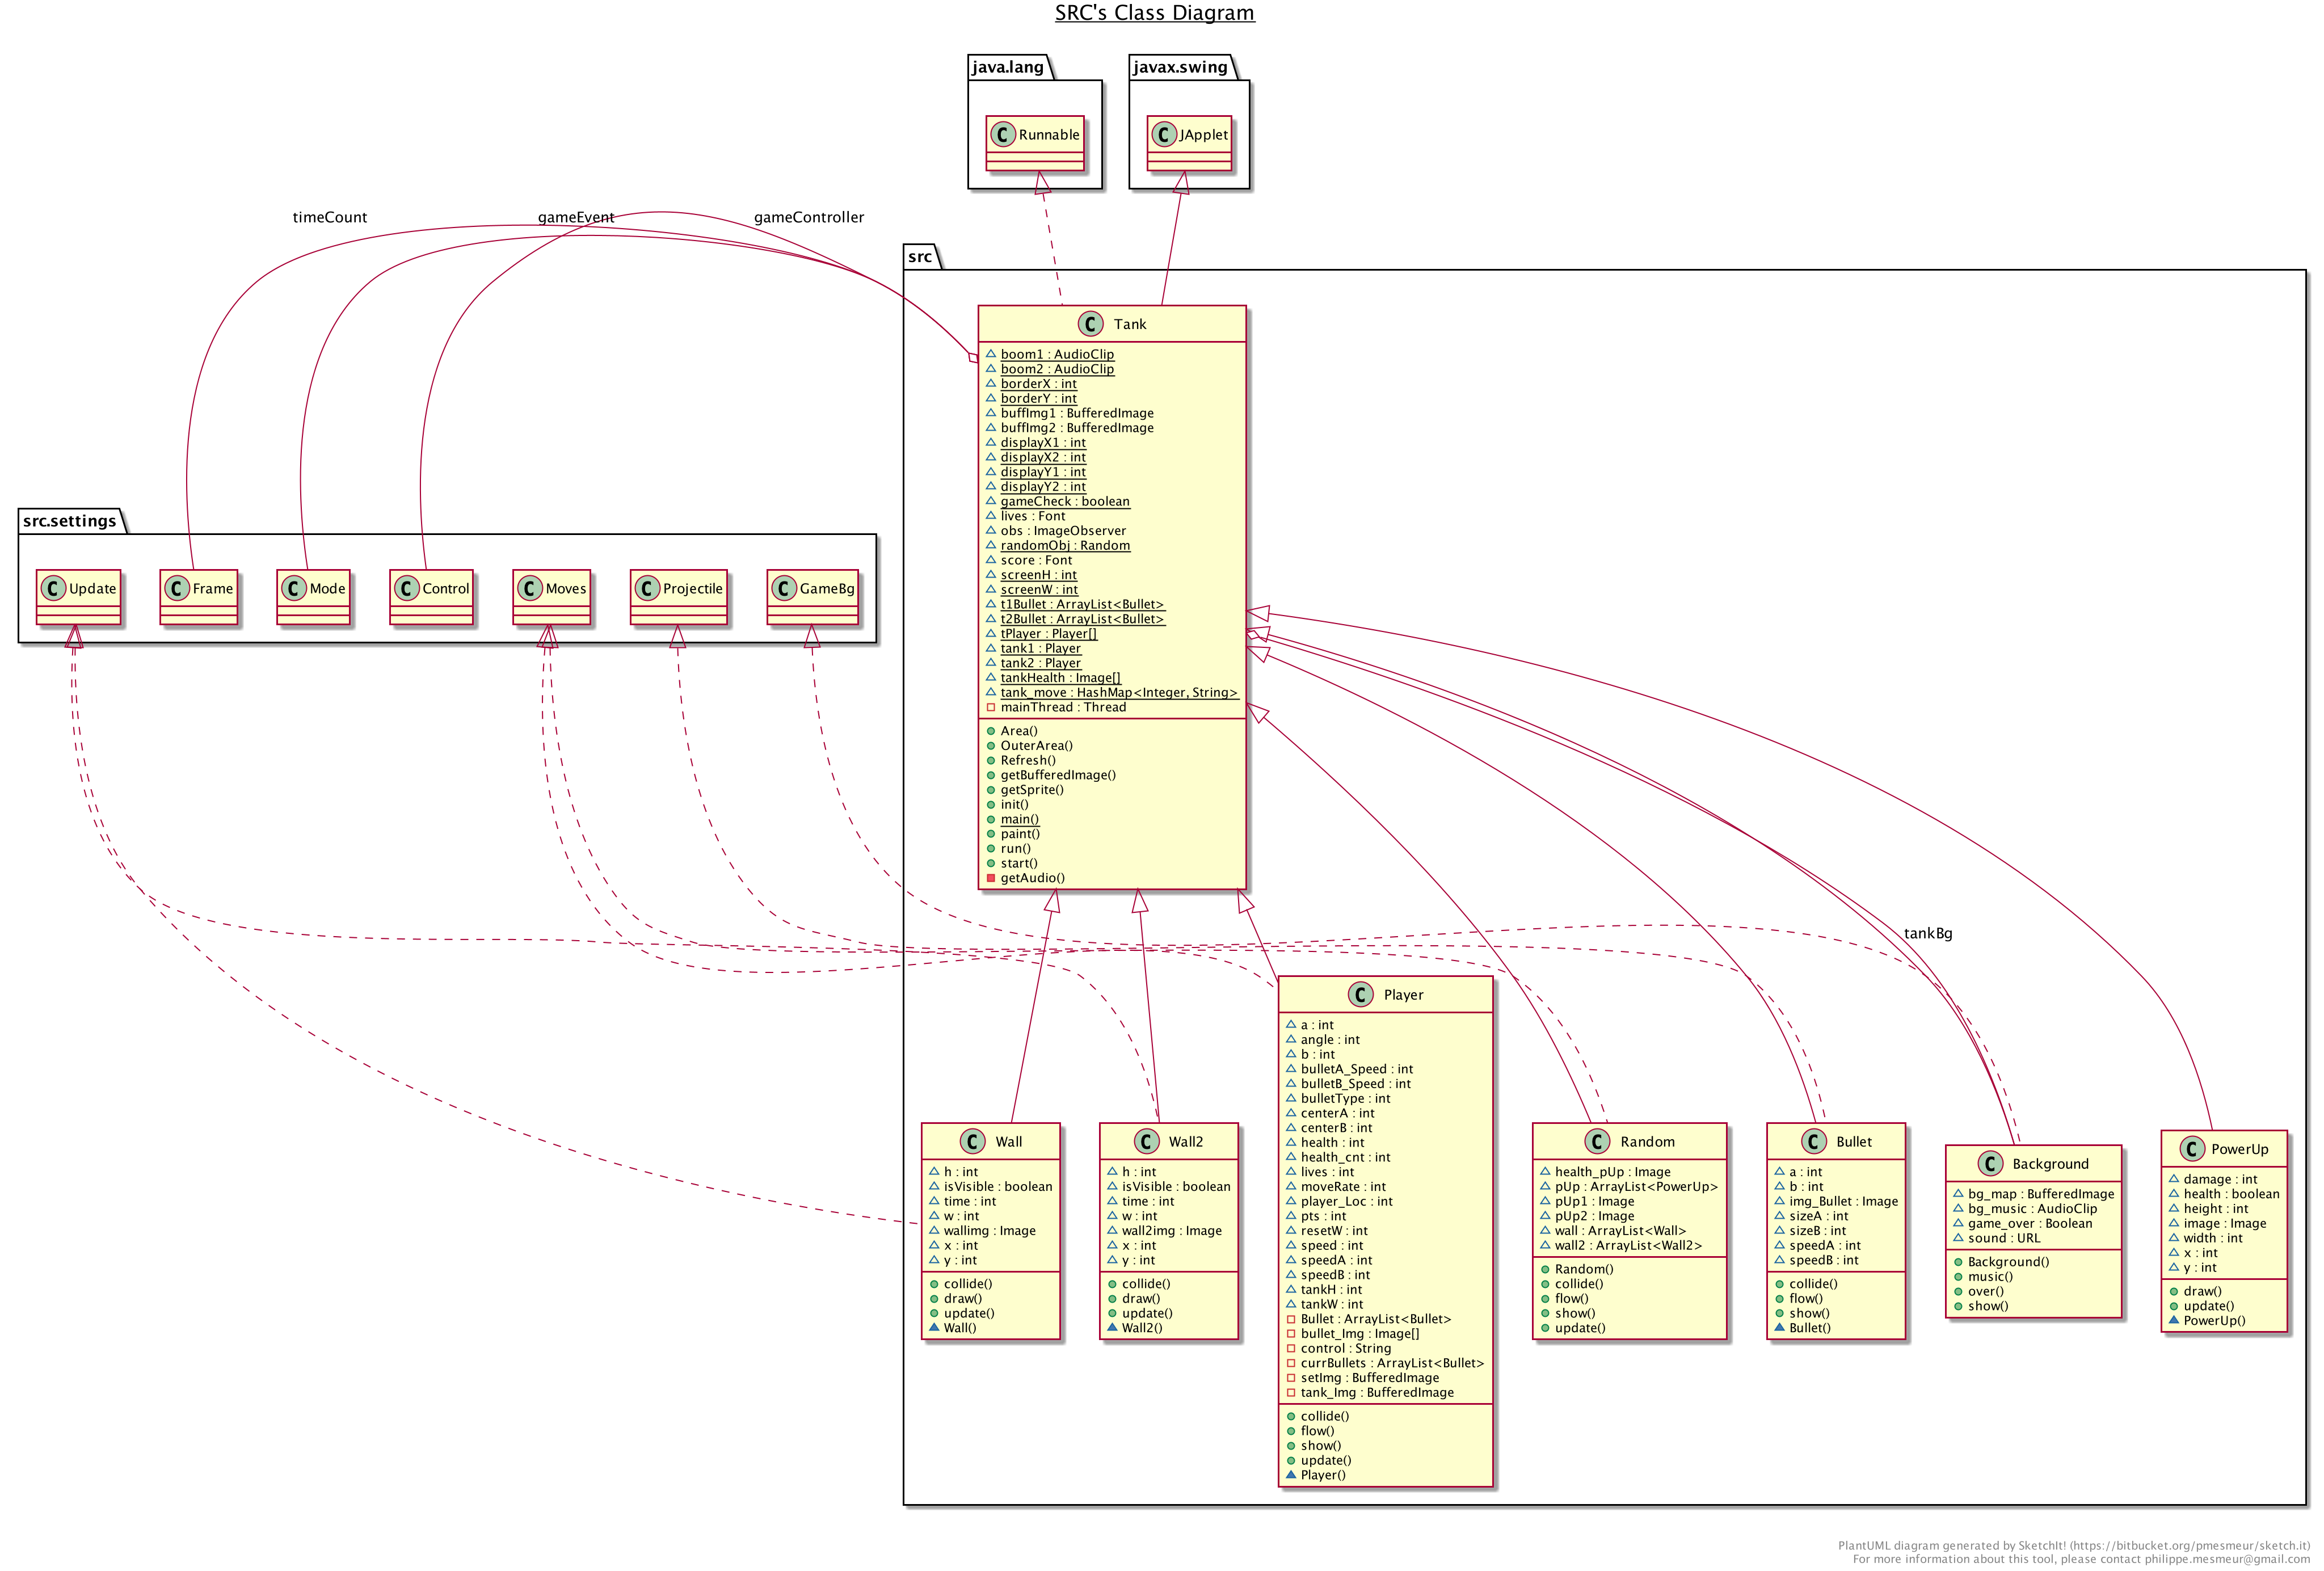 SRC's Class Diagram
java.lang
javax.swing
C Runnable
C JApplet
timeCount
gameEvent
gameController
src
C Tank
boom1 : AudioClip
boom2 : AudioClip
borderX : int
borderY : int
buffImg1 : BufferedImage
buffImg2 : BufferedImage
displayX1 : int
displayX2 : int
displayY1 : int
displayY2 : int
gameCheck : boolean
lives : Font
obs : ImageObserver
randomObj : Random
score : Font
screenH : int
screenW : int
t1Bullet : ArrayList<Bullet>
t2Bullet : ArrayList<Bullet>
tPlayer : Player[]
tank1 : Player
tank2 : Player
tankHealth : Image[]
tank_move : HashMap<Integer, String>
mainThread : Thread
Area()
OuterArea()
Refresh()
getBufferedImage()
getSprite()
init()
main()
paint()
run()
start()
getAudio()
src.settings
C Update
C Frame
C Mode
C Control
C Moves
C Projectile
C GameBg
tankBg
C Wall
h : int
isVisible : boolean
time : int
w : int
wallimg : Image
x : int
y : int
collide()
draw()
update()
Wall()
C Wall2
h : int
isVisible : boolean
time : int
w : int
wall2img : Image
x : int
y : int
collide()
draw()
update()
Wall2()
C Player
a : int
angle : int
b : int
bulletA_Speed : int
bulletB_Speed : int
bulletType : int
centerA : int
centerB : int
health : int
health_cnt : int
lives : int
moveRate : int
player_Loc : int
pts : int
resetW : int
speed : int
speedA : int
speedB : int
tankH : int
tankW : int
Bullet : ArrayList<Bullet>
bullet_Img : Image[]
control : String
currBullets : ArrayList<Bullet>
setImg : BufferedImage
tank_Img : BufferedImage
collide()
flow()
show()
update()
Player()
C Random
health_pUp : Image
pUp : ArrayList<PowerUp>
pUp1 : Image
pUp2 : Image
wall : ArrayList<Wall>
wall2 : ArrayList<Wall2>
Random()
collide()
flow()
show()
update()
C Bullet
a : int
b : int
img_Bullet : Image
sizeA : int
sizeB : int
speedA : int
speedB : int
collide()
flow()
show()
Bullet()
C Background
bg_map : BufferedImage
bg_music : AudioClip
game_over : Boolean
sound : URL
Background()
music()
over()
show()
C PowerUp
damage : int
health : boolean
height : int
image : Image
width : int
x : int
y : int
draw()
update()
PowerUp()
PlantUML diagram generated by SketchIt! (https://bitbucket.org/pmesmeur/sketch.it)
For more information about this tool, please contact philippe.mesmeur@gmail.com